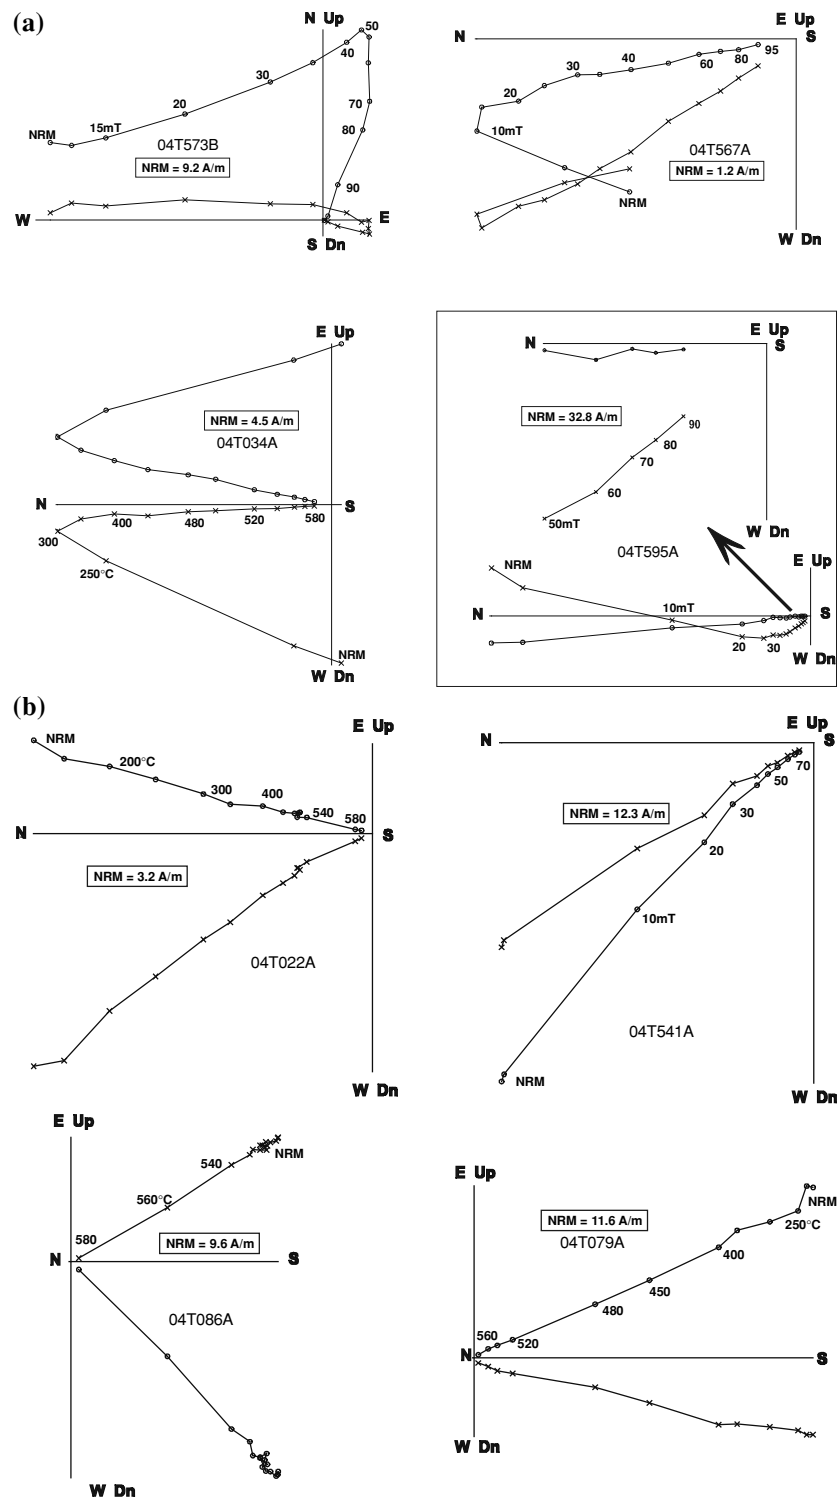 (a)
N Up
50
40
30
20
15mT
NRM
04T573B
NRM = 9.2 A/m
70
80
90
W
E
S Dn
E Up
N
S
95
80
60
40
30
20
10mT
04T567A
NRM = 1.2 A/m
NRM
W Dn
E Up
NRM = 4.5 A/m
04T034A
N
S
300
400
480
520
580
250°C
NRM
W Dn
E Up
N
S
NRM = 32.8 A/m
90
80
70
60
50mT
W Dn
04T595A
E Up
NRM
10mT
N
S
20
30
W Dn
(b)
E Up
NRM
200°C
300
400
540
580
N
S
NRM = 3.2 A/m
04T022A
W Dn
E Up
N
S
70
50
30
NRM = 12.3 A/m
20
10mT
04T541A
NRM
W Dn
E Up
540
NRM
560°C
580
NRM = 9.6 A/m
N
S
04T086A
W Dn
E Up
NRM
250°C
NRM = 11.6 A/m
04T079A
400
450
480
560
520
N
S
W Dn